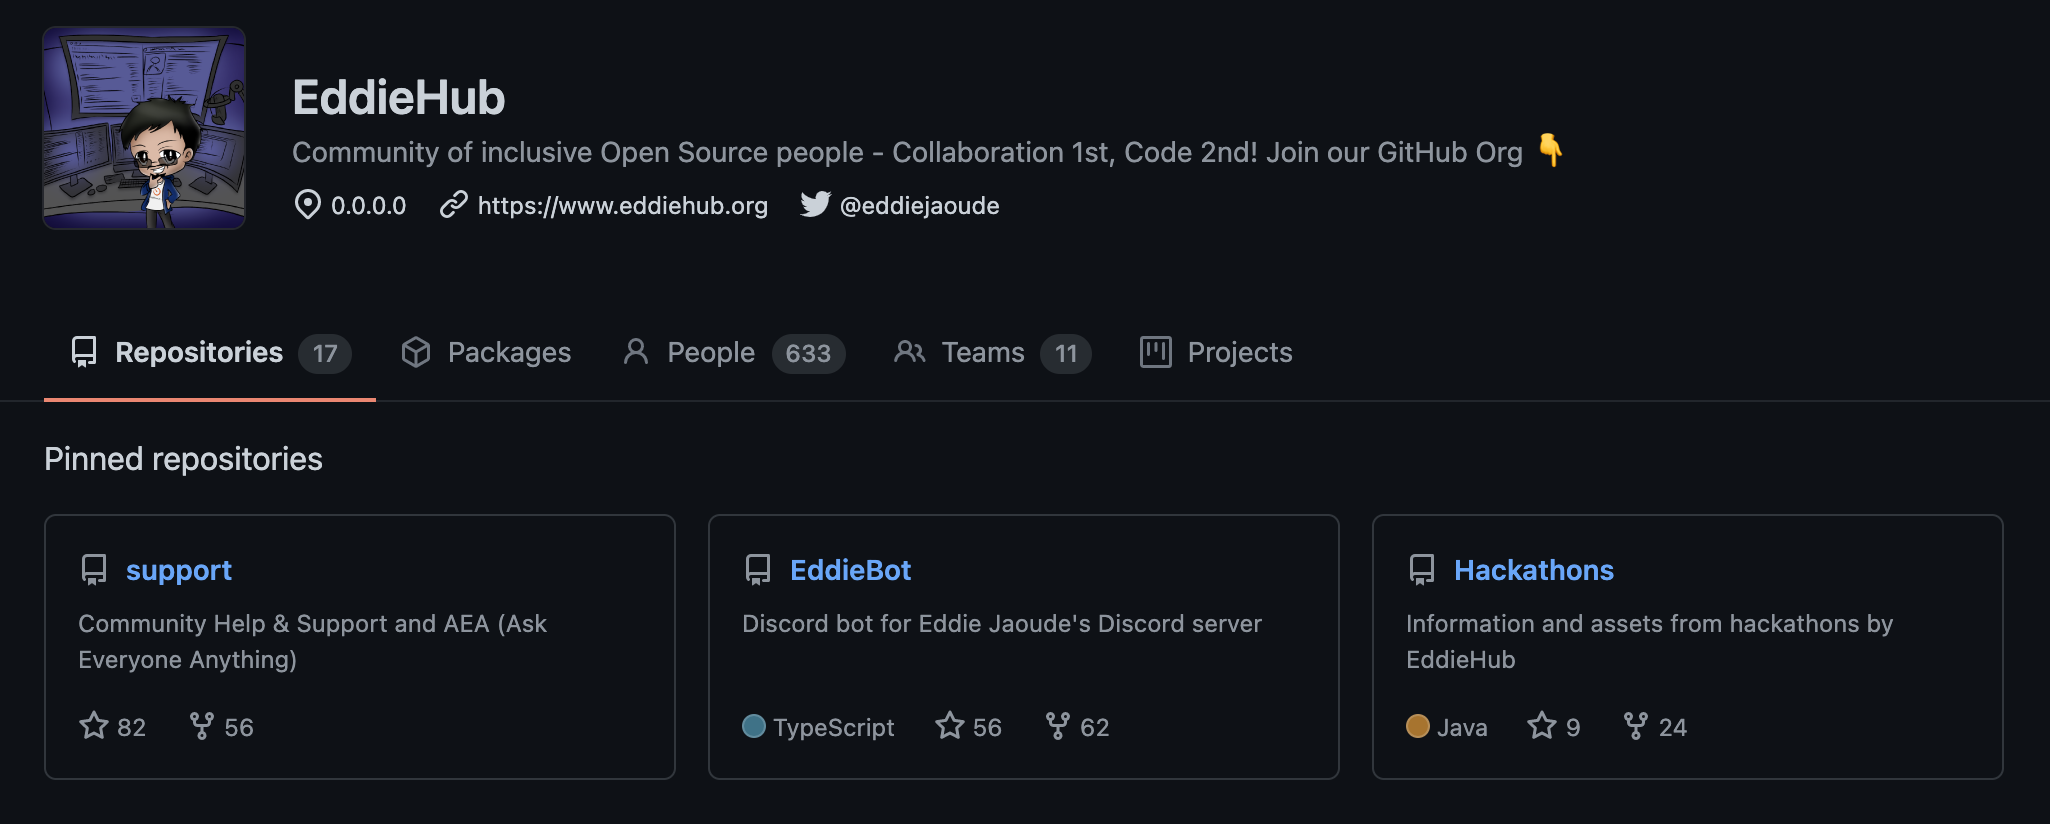 EddieHub
Community of inclusive Open Source people - Collaboration 1st, Code 2nd! Join our GitHub Org 👇
0.0.0.0 https://www.eddiehub.org @eddiejaoude
Repositories 17 Packages People 633 Teams 11 Projects
Pinned repositories
support
Community Help & Support and AEA (Ask
Everyone Anything)
82 56
EddieBot
Discord bot for Eddie Jaoude's Discord server
TypeScript 56 62
Hackathons
Information and assets from hackathons by
EddieHub
Java 9 24